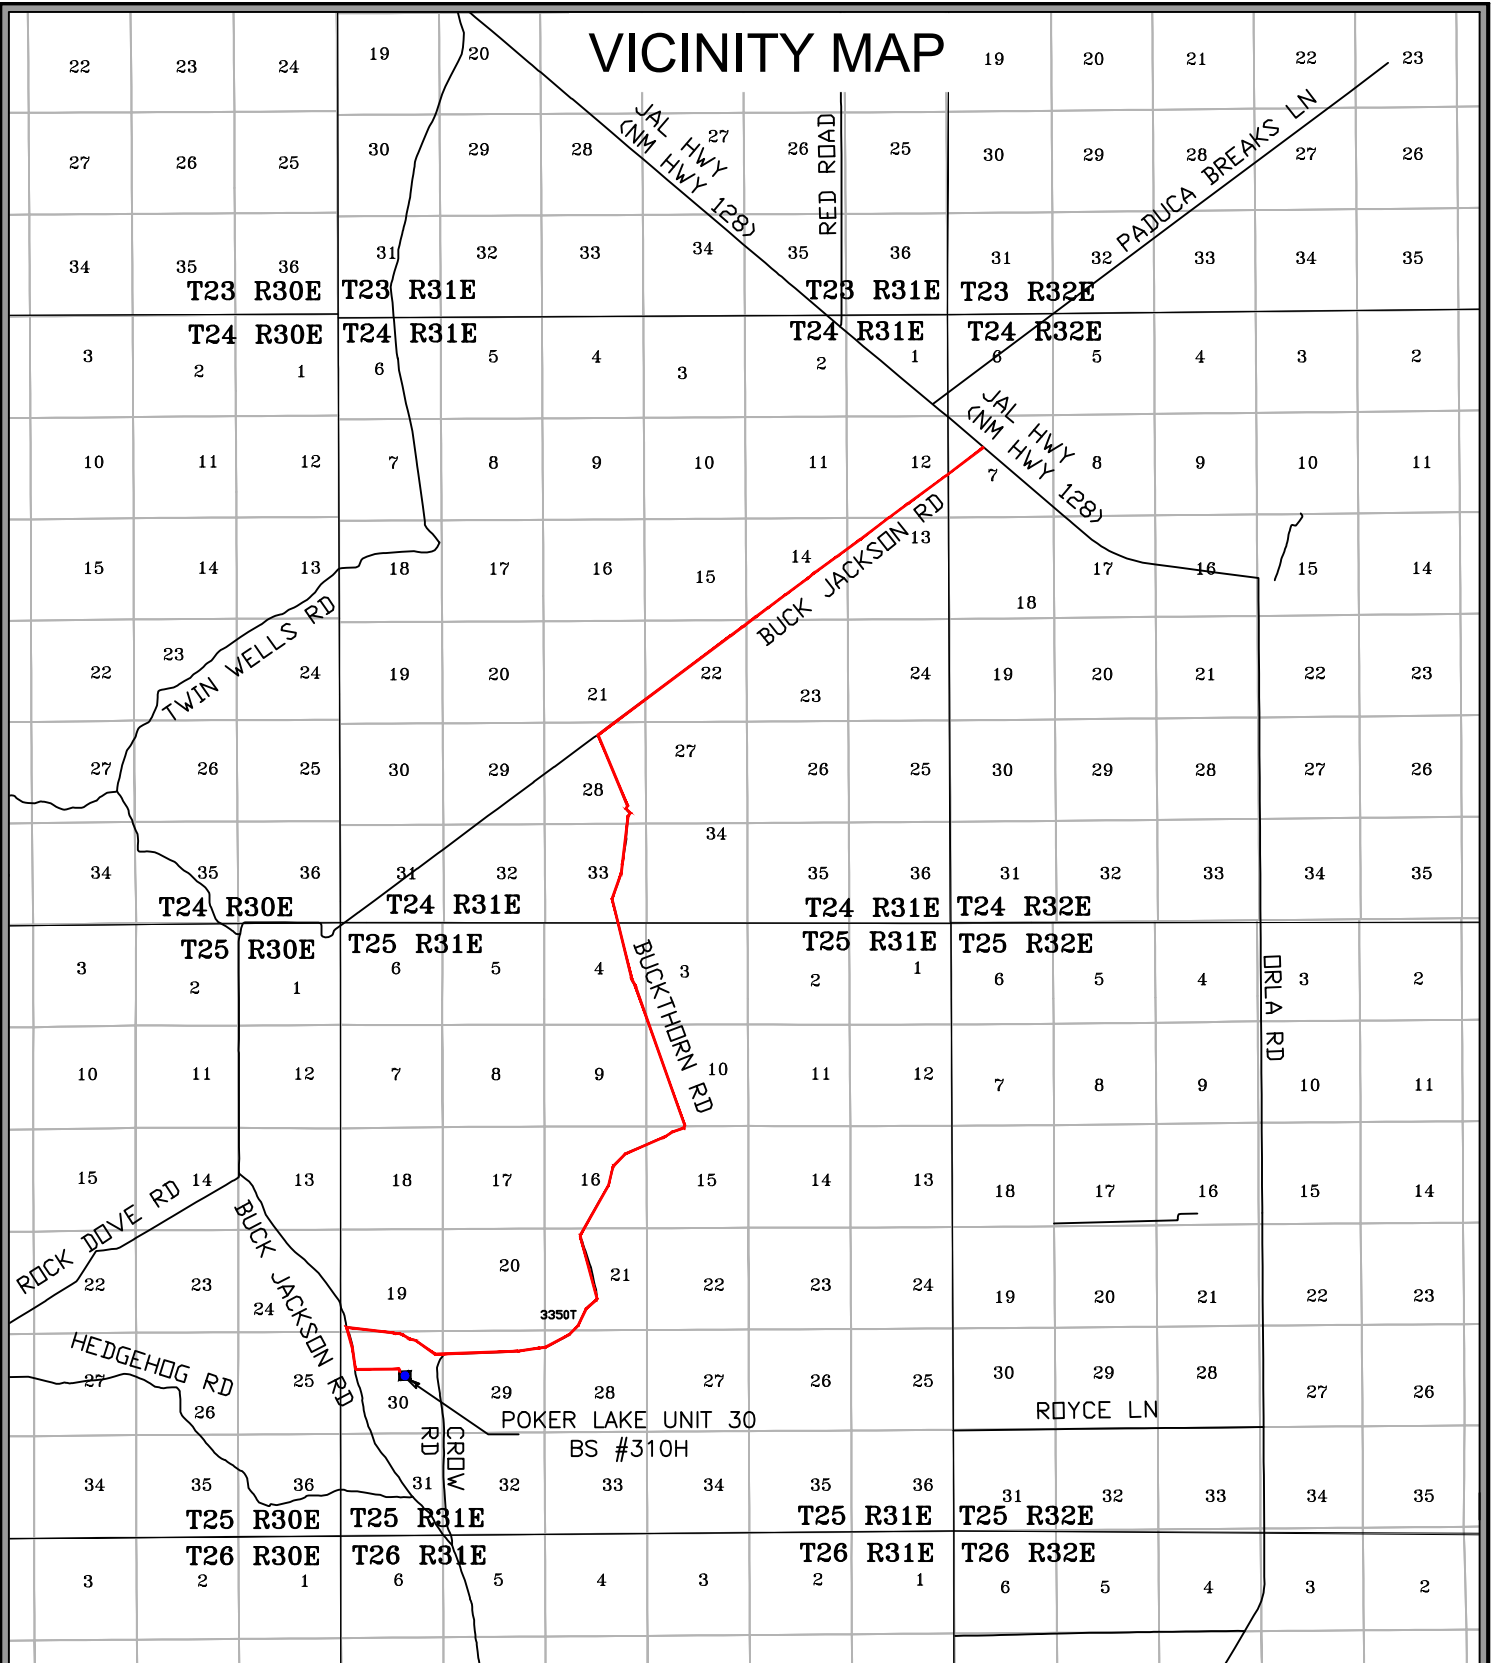 VICINITY MAP
22 23 24 19 20 19 20 21 22 23
JAL HWY
(NM HWY 128)
RED ROAD
PADUCA BREAKS LN
27 26 25 30 29 28 27 26 25 30 29 28 27 26
34 35 36 31 32 33 34 35 36 31 32 33 34 35
T23 R30E T23 R31E T23 R31E T23 R32E
T24 R30E T24 R31E T24 R31E T24 R32E
3 2 1 6 5 4 3 2 1 6 5 4 3 2
JAL HWY
(NM HWY 128)
10 11 12 7 8 9 10 11 12 7 8 9 10 11
BUCK JACKSON RD
15 14 13 18 17 16 15 14 13 18 17 16 15 14
TWIN WELLS RD
22 23 24 19 20 21 22 23 24 19 20 21 22 23
27 26 25 30 29 28 27 26 25 30 29 28 27 26
34 35 36 31 32 33 34 35 36 31 32 33 34 35
T24 R30E T24 R31E T24 R31E T24 R32E
T25 R30E T25 R31E T25 R31E T25 R32E
3 2 1 6 5 4 3 2 1 6 5 4 3 2
BUCKTHORN RD
ORLA RD
10 11 12 7 8 9 10 11 12 7 8 9 10 11
15 14 13 18 17 16 15 14 13 18 17 16 15 14
ROCK DOVE RD
BUCK JACKSON RD
22 23 24 19 20 21 22 23 24 19 20 21 22 23
3350T
HEDGEHOG RD
27 26 25 30 29 28 27 26 25 30 29 28 27 26
ROYCE LN
POKER LAKE UNIT 30
BS #310H
CROW
RD
34 35 36 31 32 33 34 35 36 31 32 33 34 35
T25 R30E T25 R31E T25 R31E T25 R32E
T26 R30E T26 R31E T26 R31E T26 R32E
3 2 1 6 5 4 3 2 1 6 5 4 3 2